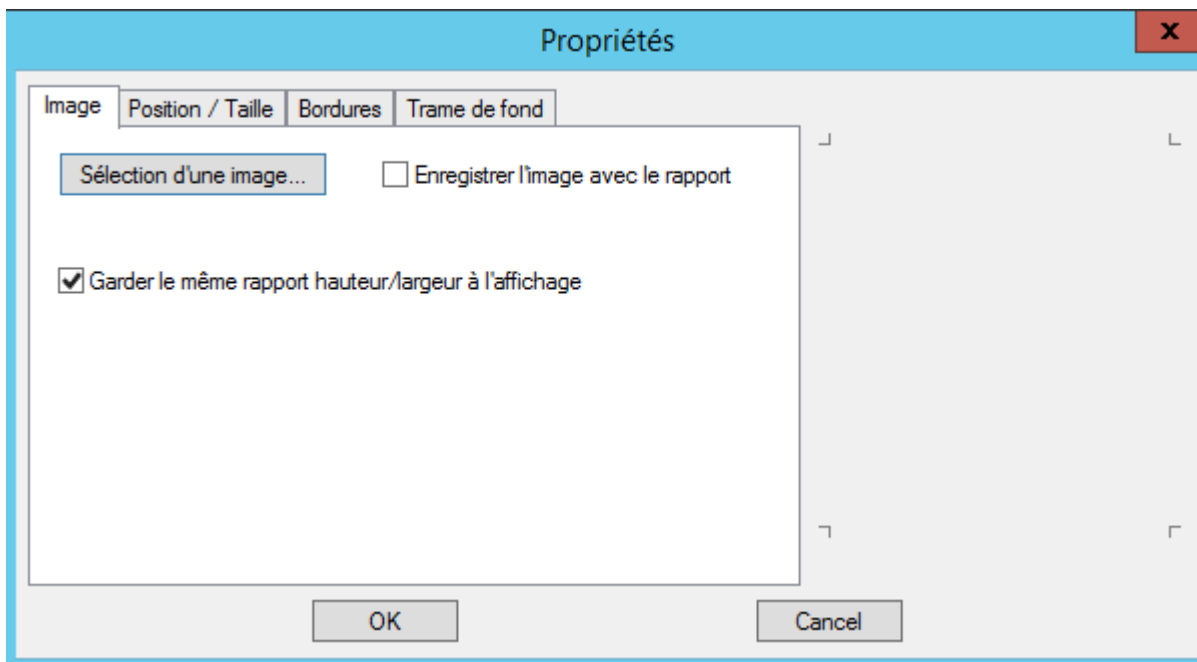 Propriétés
x
Image Position / Taille Bordures Trame de fond
Sélection d'une image... Enregistrer l'image avec le rapport
Garder le même rapport hauteur/largeur à l'affichage
OK Cancel